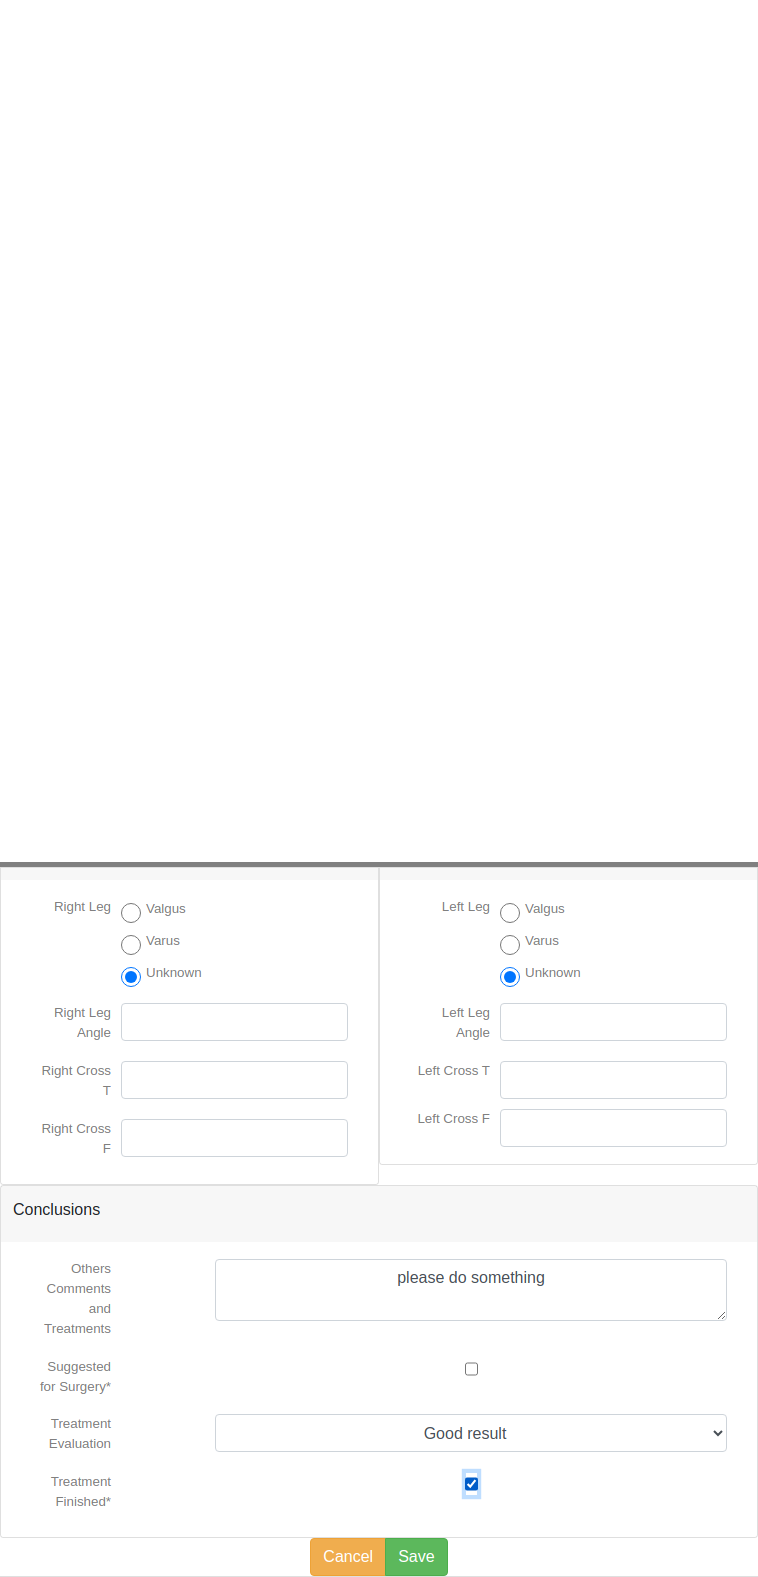 Right Leg
Valgus
Varus
Unknown
Right Leg
Angle
Right Cross
T
Right Cross
F
Left Leg
Valgus
Varus
Unknown
Left Leg
Angle
Left Cross T
Left Cross F
Conclusions
Others
Comments
and
Treatments
please do something
Suggested
for Surgery*
Treatment
Evaluation
Good result
Treatment
Finished*
Cancel Save